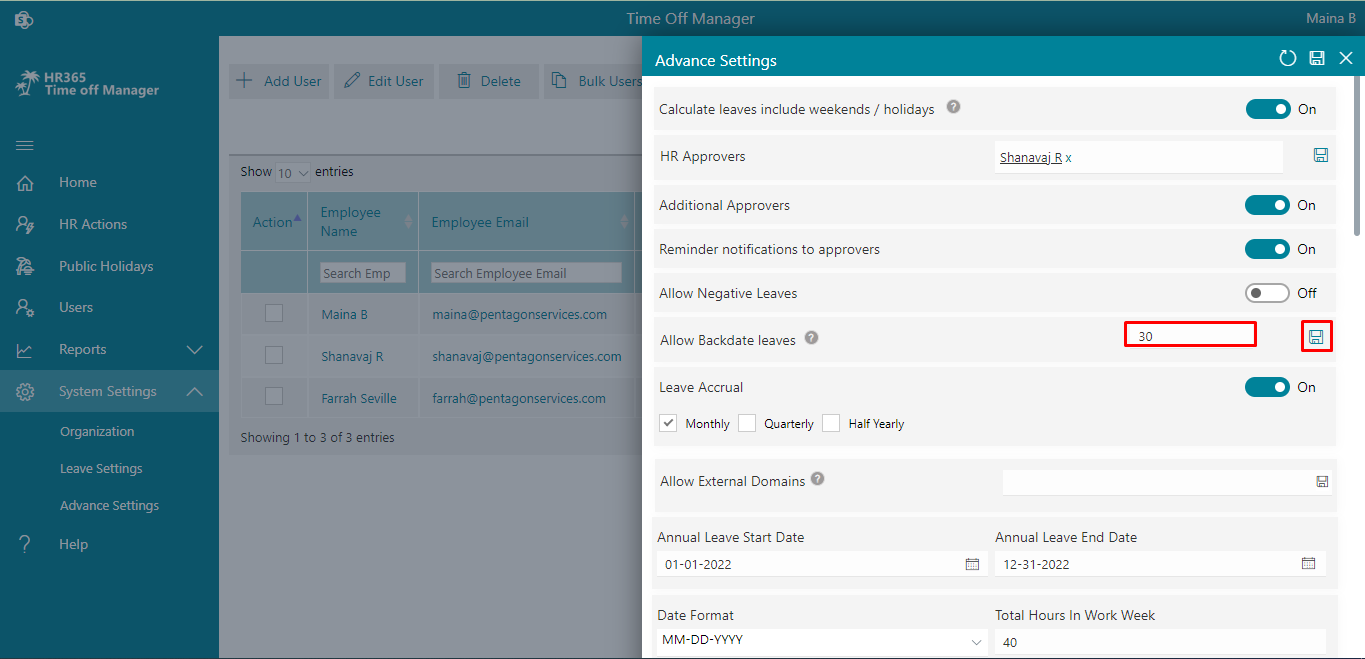 Time Off Manager
Maina B
HR365
Time off Manager
Home
HR Actions
Public Holidays
Users
Reports
System Settings
Organization
Leave Settings
Advance Settings
Help
Add User
Edit User
Delete
Bulk Users
Show 10 entries
Action
Employee Name
Employee Email
Search Emp
Search Employee Email
Maina B
maina@pentagonservices.com
Shanavaj R
shanavaj@pentagonservices.com
Farrah Seville
farrah@pentagonservices.com
Showing 1 to 3 of 3 entries
Advance Settings
Calculate leaves include weekends / holidays ?
On
HR Approvers
Shanavaj R x
Additional Approvers
On
Reminder notifications to approvers
On
Allow Negative Leaves
Off
Allow Backdate leaves ?
30
Leave Accrual
On
Monthly
Quarterly
Half Yearly
Allow External Domains ?
Annual Leave Start Date
01-01-2022
Annual Leave End Date
12-31-2022
Date Format
MM-DD-YYYY
Total Hours In Work Week
40